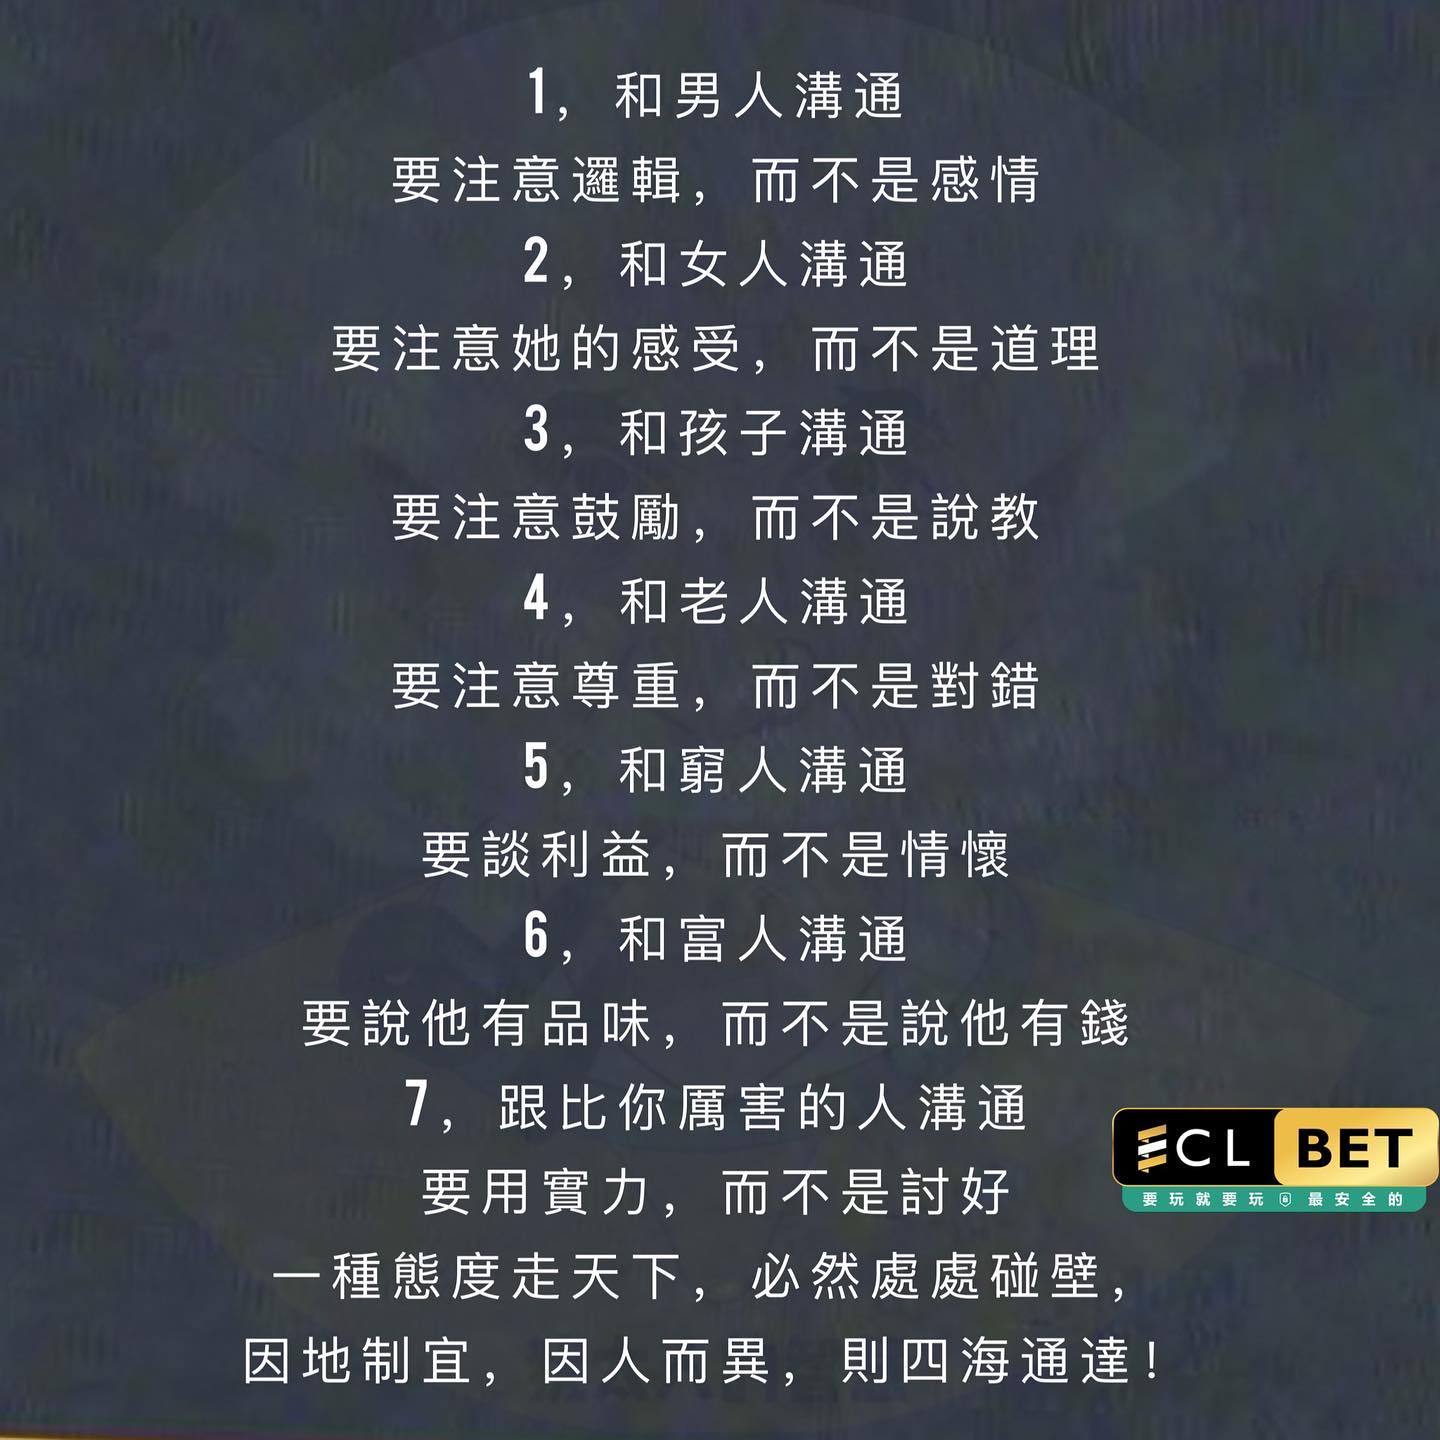 1，和男人溝通
要注意邏輯，而不是感情
2，和女人溝通
要注意她的感受，而不是道理
3，和孩子溝通
要注意鼓勵，而不是說教
4，和老人溝通
要注意尊重，而不是對錯
5，和窮人溝通
要談利益，而不是情懷
6，和富人溝通
要說他有品味，而不是說他有錢
7，跟比你厲害的人溝通
要用實力，而不是討好
一種態度走天下，必然處處碰壁，
因地制宜，因人而異，則四海通達！
ECLBET
要玩就要玩 最安全的